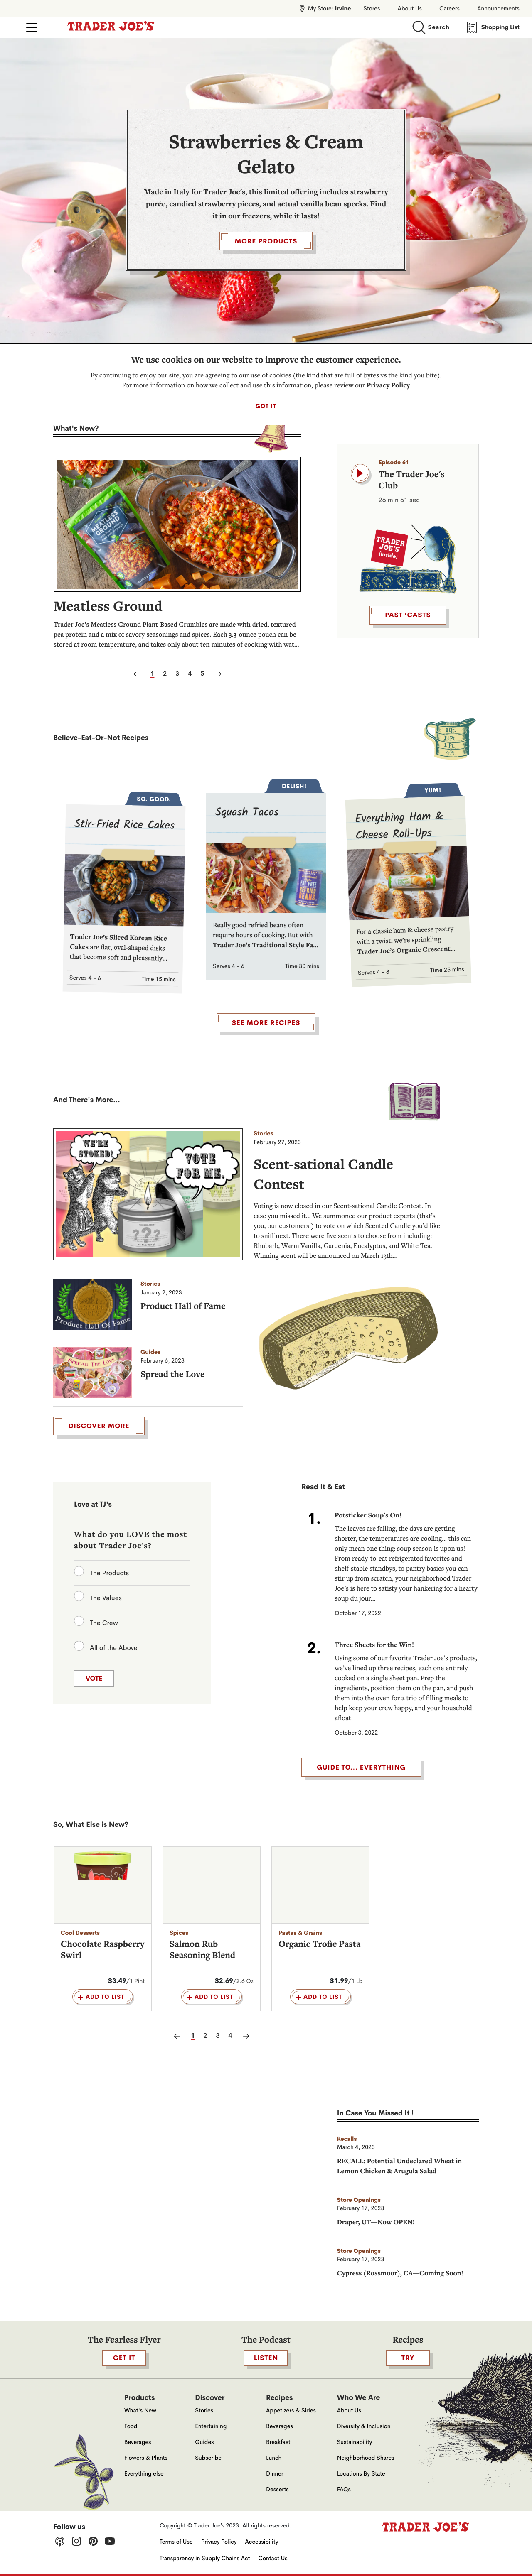 My Store: Irvine
Stores
About Us
Careers
Announcements
TRADER JOE'S
Search
Shopping List
Strawberries & Cream
Gelato
Made in Italy for Trader Joe's, this limited offering includes strawberry
purée, candied strawberry pieces, and actual vanilla bean specks. Find
it in our freezers, while it lasts!
MORE PRODUCTS
We use cookies on our website to improve the customer experience.
By continuing to enjoy our site, you are agreeing to our use of cookies (the kind that are full of bytes vs the kind you bite).
For more information on how we collect and use this information, please review our Privacy Policy
GOT IT
What's New?
MEATLESS
GROUND
Meatless Ground
Trader Joe's Meatless Ground Plant-Based Crumbles are made with dried, textured
pea protein and a mix of savory seasonings and spices. Each 3.3-ounce pouch can be
stored at room temperature, and takes only about ten minutes of cooking with wat...
1 2 3 4 5
Episode 61
The Trader Joe's
Club
26 min 51 sec
TRADER
JOE'S
(inside)
PAST 'CASTS
Believe-Eat-Or-Not Recipes
SO. GOOD.
Stir-Fried Rice Cakes
Trader Joe's Sliced Korean Rice
Cakes are flat, oval-shaped disks
that become soft and pleasantly...
Serves 4 - 6
Time 15 mins
DELISH!
Squash Tacos
Really good refried beans often
require hours of cooking. But with
Trader Joe's Traditional Style Fa...
Serves 4 - 6
Time 30 mins
YUM!
Everything Ham &
Cheese Roll-Ups
For a classic ham & cheese pastry
with a twist, we're sprinkling
Trader Joe's Organic Crescent...
Serves 4 - 8
Time 25 mins
SEE MORE RECIPES
And There's More...
WE'RE
STOKED!
VOTE
FOR ME.
???
Stories
February 27, 2023
Scent-sational Candle
Contest
Voting is now closed in our Scent-sational Candle Contest. In
case you missed it... We summoned our product experts (that's
you, our customers!) to vote on which Scented Candle you'd like
to sniff next. There were five scents to choose from including:
Rhubarb, Warm Vanilla, Gardenia, Eucalyptus, and White Tea.
Winning scent will be announced on March 13th...
Product Hall of Fame
Stories
January 2, 2023
Product Hall of Fame
SPREAD THE LOVE
Guides
February 6, 2023
Spread the Love
DISCOVER MORE
Love at TJ's
What do you LOVE the most
about Trader Joe's?
The Products
The Values
The Crew
All of the Above
VOTE
Read It & Eat
1.
Potsticker Soup's On!
The leaves are falling, the days are getting
shorter, the temperatures are cooling... this can
only mean one thing: soup season is upon us!
From ready-to-eat refrigerated favorites and
shelf-stable standbys, to pantry basics you can
stir up from scratch, your neighborhood Trader
Joe's is here to satisfy your hankering for a hearty
soup du jour...
October 17, 2022
2.
Three Sheets for the Win!
Using some of our favorite Trader Joe's products,
we've lined up three recipes, each one entirely
cooked on a single sheet pan. Prep the
ingredients, position them on the pan, and push
them into the oven for a trio of filling meals to
help keep your crew happy, and your household
afloat!
October 3, 2022
GUIDE TO... EVERYTHING
So, What Else is New?
Cool Desserts
Chocolate Raspberry
Swirl
$3.49/1 Pint
+ ADD TO LIST
Spices
Salmon Rub
Seasoning Blend
$2.69/2.6 Oz
+ ADD TO LIST
Pastas & Grains
Organic Trofie Pasta
$1.99/1 Lb
+ ADD TO LIST
1 2 3 4
In Case You Missed It !
Recalls
March 4, 2023
RECALL: Potential Undeclared Wheat in
Lemon Chicken & Arugula Salad
Store Openings
February 17, 2023
Draper, UT—Now OPEN!
Store Openings
February 17, 2023
Cypress (Rossmoor), CA—Coming Soon!
The Fearless Flyer
GET IT
The Podcast
LISTEN
Recipes
TRY
Products
What's New
Food
Beverages
Flowers & Plants
Everything else
Discover
Stories
Entertaining
Guides
Subscribe
Recipes
Appetizers & Sides
Beverages
Breakfast
Lunch
Dinner
Desserts
Who We Are
About Us
Diversity & Inclusion
Sustainability
Neighborhood Shares
Locations By State
FAQs
Follow us
Copyright © Trader Joe's 2023. All rights reserved.
Terms of Use | Privacy Policy | Accessibility |
Transparency in Supply Chains Act | Contact Us
TRADER JOE'S